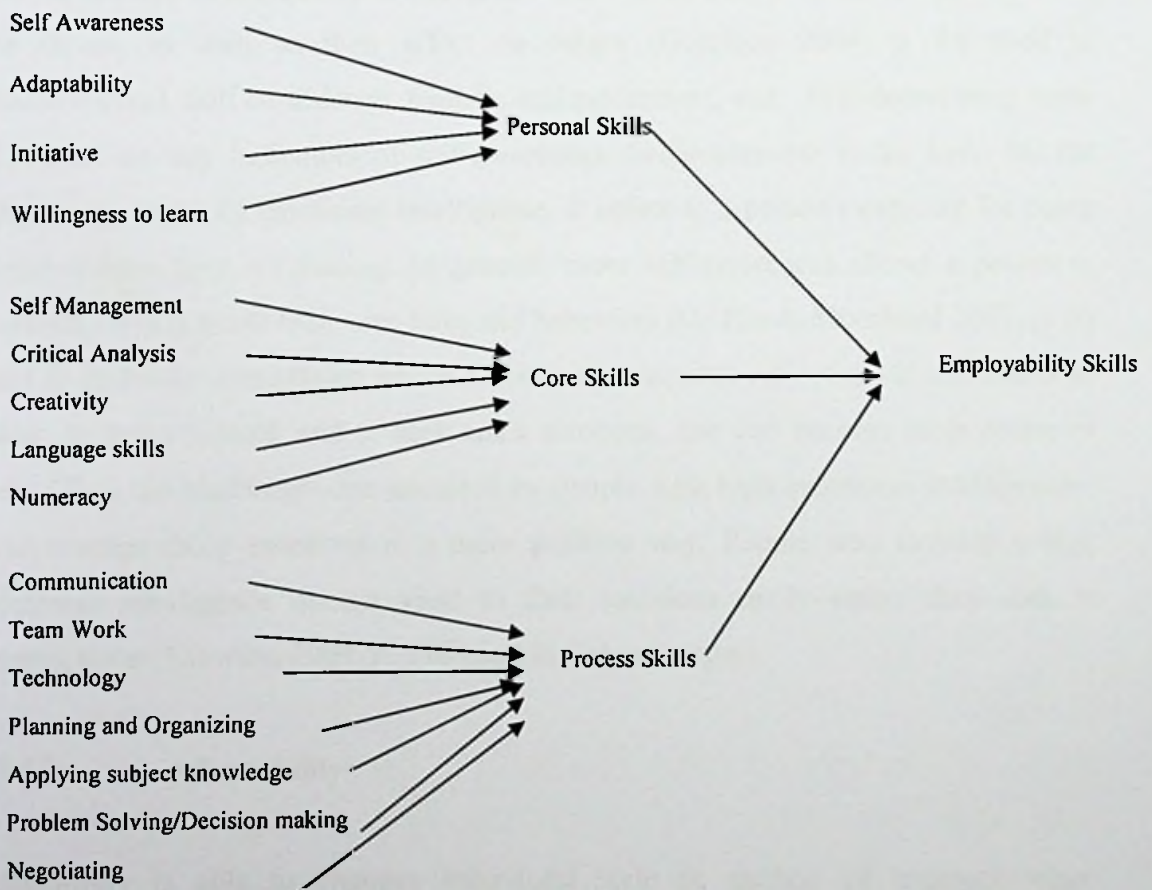 Self Awareness
Adaptability
Initiative
Willingness to learn
Personal Skills
Self Management
Critical Analysis
Creativity
Language skills
Numeracy
Core Skills
Employability Skills
Communication
Team Work
Technology
Planning and Organizing
Applying subject knowledge
Problem Solving/Decision making
Negotiating
Process Skills